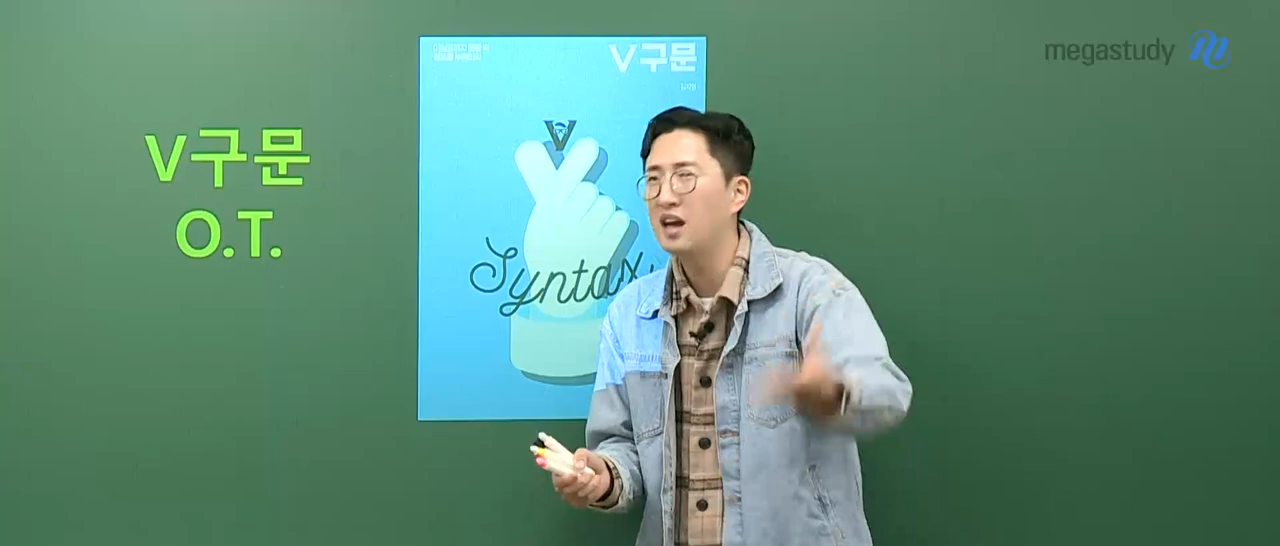 V구문
O.T.
V구문
Syntax
megastudy